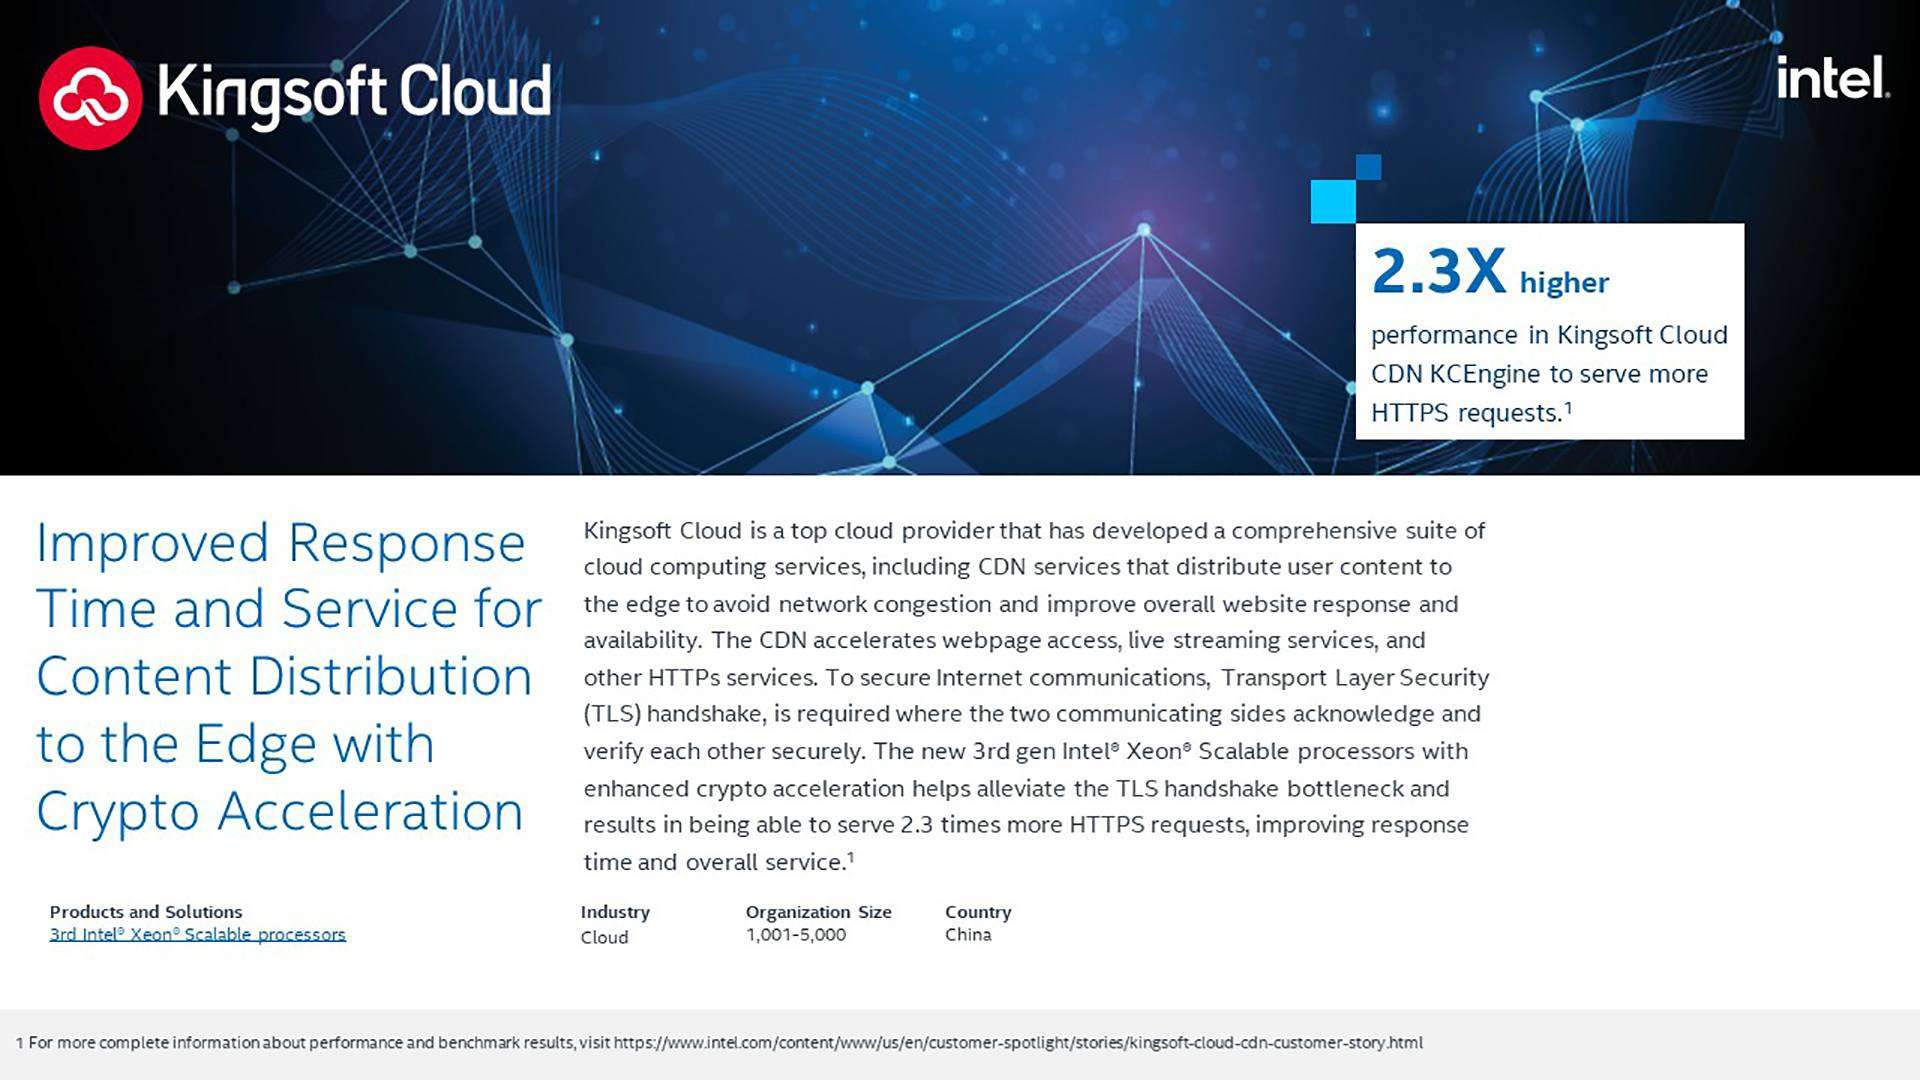 Kingsoft Cloud
intel.
2.3X higher
performance in Kingsoft Cloud
CDN KCEngine to serve more
HTTPS requests.¹
Improved Response
Time and Service for
Content Distribution
to the Edge with
Crypto Acceleration
Kingsoft Cloud is a top cloud provider that has developed a comprehensive suite of
cloud computing services, including CDN services that distribute user content to
the edge to avoid network congestion and improve overall website response and
availability. The CDN accelerates webpage access, live streaming services, and
other HTTPs services. To secure Internet communications, Transport Layer Security
(TLS) handshake, is required where the two communicating sides acknowledge and
verify each other securely. The new 3rd gen Intel® Xeon® Scalable processors with
enhanced crypto acceleration helps alleviate the TLS handshake bottleneck and
results in being able to serve 2.3 times more HTTPS requests, improving response
time and overall service.¹
Products and Solutions
3rd Intel® Xeon® Scalable processors
Industry
Cloud
Organization Size
1,001-5,000
Country
China
1 For more complete information about performance and benchmark results, visit https://www.intel.com/content/www/us/en/customer-spotlight/stories/kingsoft-cloud-cdn-customer-story.html